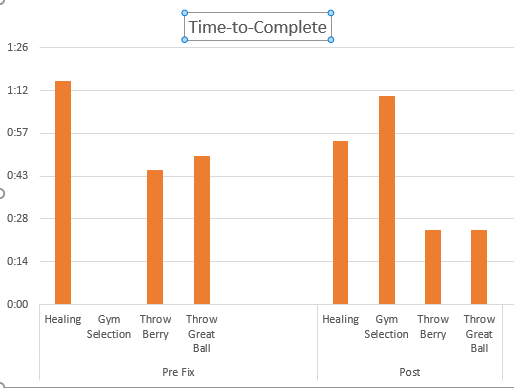 Time-to-Complete
1:26
1:12
0:57
0:43
0:28
0:14
0:00
Healing Gym Throw Throw Healing Gym Throw Throw
Selection Berry Great Selection Berry Great
Ball Ball
Pre Fix Post